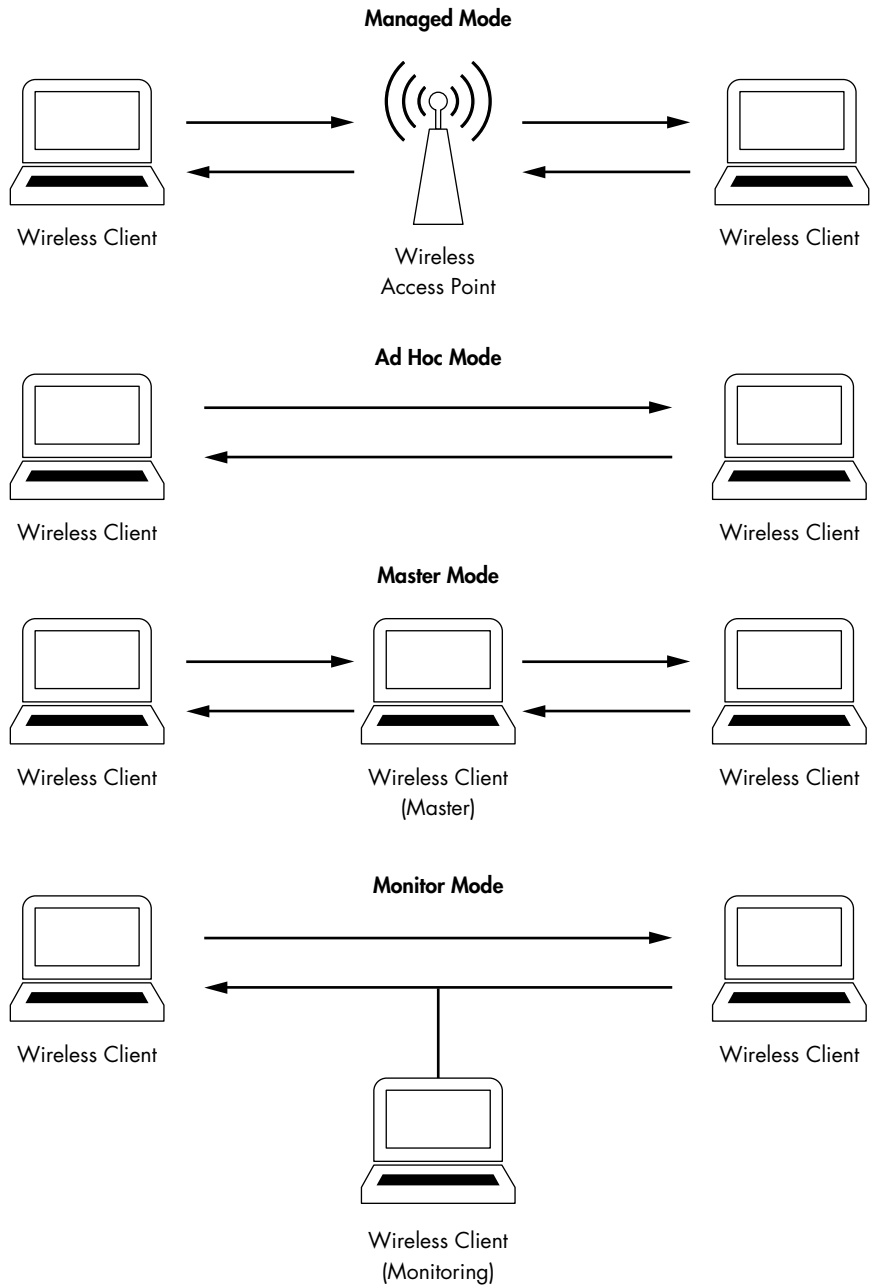 Managed Mode
Wireless Client
Wireless
Access Point
Wireless Client
Ad Hoc Mode
Wireless Client
Wireless Client
Master Mode
Wireless Client
Wireless Client
(Master)
Wireless Client
Monitor Mode
Wireless Client
Wireless Client
Wireless Client
(Monitoring)